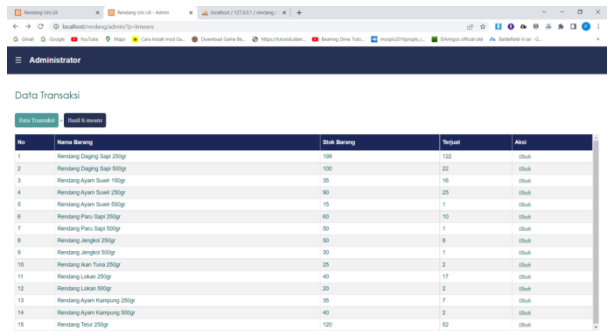 Rendang Uni Lili
Rendang Uni Lili - Admin
localhost / 127.0.0.1 / rendang |
localhost/rendang/admin/?p=kmeans
Gmail Google YouTube Maps
Administrator
Data Transaksi
Data Transaksi Hasil K-means
No Nama Barang Stok Barang Terjual Aksi
1 Rendang Daging Sapi 250gr 199 122 Ubah
2 Rendang Daging Sapi 500gr 100 22 Ubah
3 Rendang Ayam Suwir 150gr 35 16 Ubah
4 Rendang Ayam Suwir 250gr 90 25 Ubah
5 Rendang Ayam Suwir 500gr 15 1 Ubah
6 Rendang Paru Sapi 250gr 60 10 Ubah
7 Rendang Paru Sapi 500gr 50 1 Ubah
8 Rendang Jengkol 250gr 50 8 Ubah
9 Rendang Jengkol 500gr 30 1 Ubah
10 Rendang Ikan Tuna 250gr 25 2 Ubah
11 Rendang Lokan 250gr 40 17 Ubah
12 Rendang Lokan 500gr 20 2 Ubah
13 Rendang Ayam Kampung 250gr 35 7 Ubah
14 Rendang Ayam Kampung 500gr 40 2 Ubah
15 Rendang Telur 250gr 120 52 Ubah